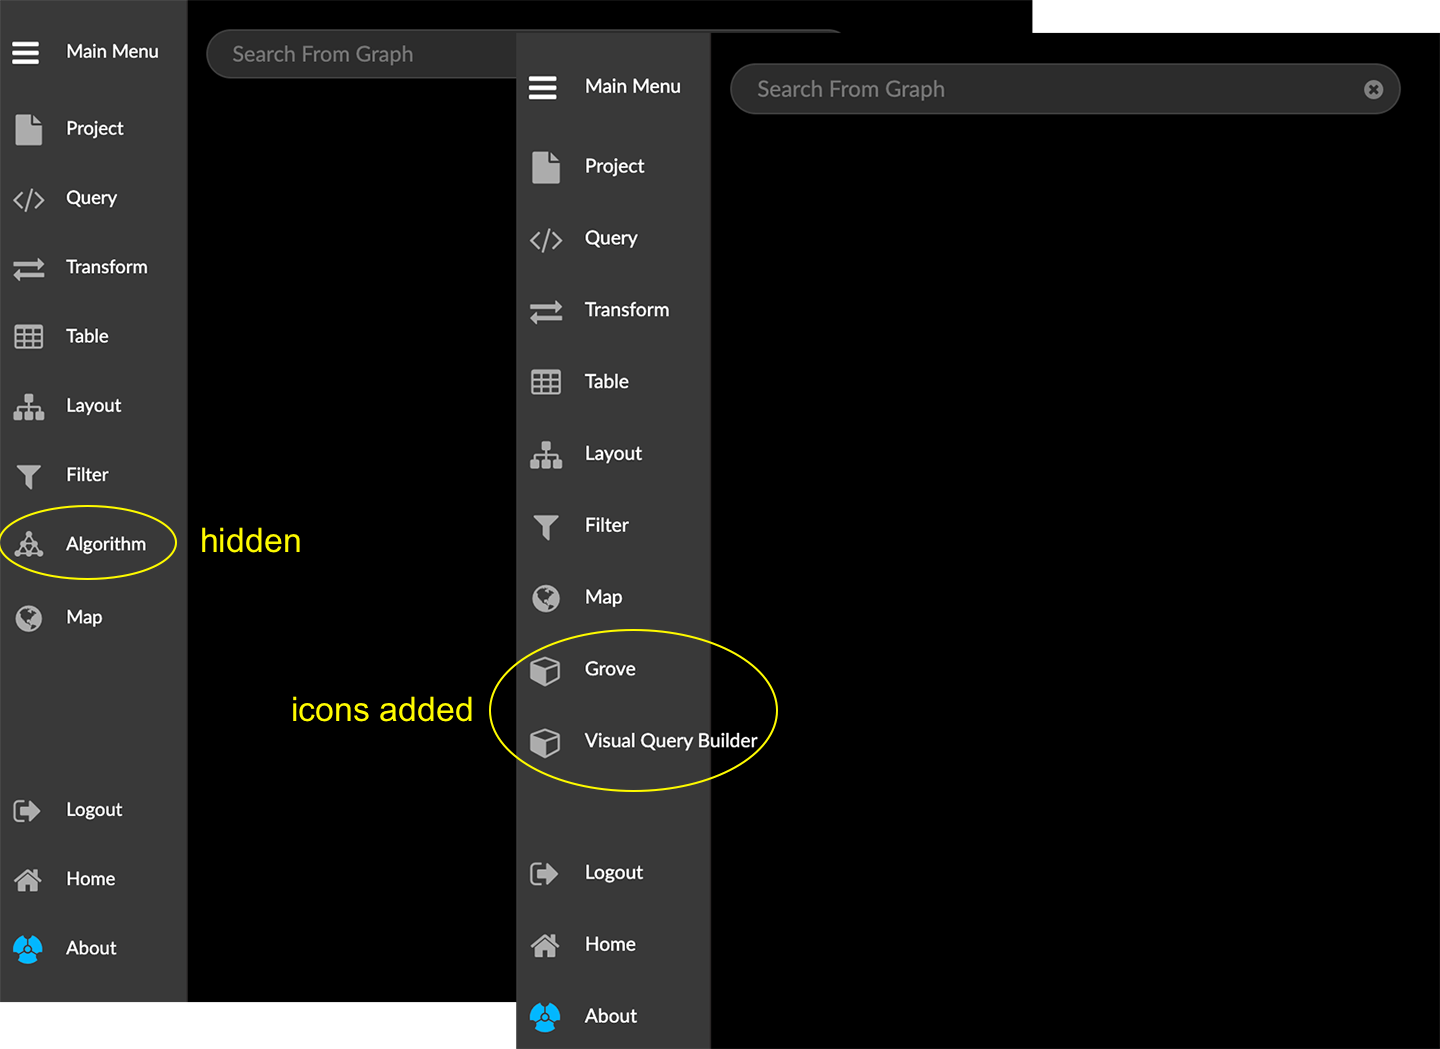 Main Menu
Search From Graph
Project
Query
Transform
Table
Layout
Filter
Algorithm
hidden
Map
Logout
Home
About
Main Menu
Search From Graph
Project
Query
Transform
Table
Layout
Filter
Map
Grove
icons added
Visual Query Builder
Logout
Home
About